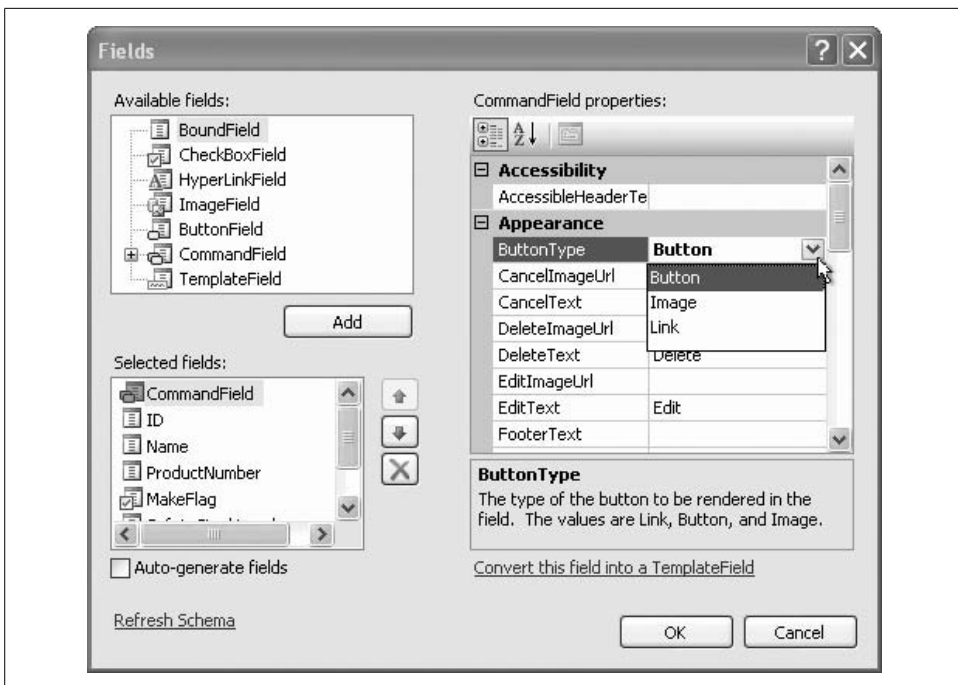 Fields
Available fields:
BoundField
CheckBoxField
HyperLinkField
ImageField
ButtonField
CommandField
TemplateField
Add
Selected fields:
CommandField
ID
Name
ProductNumber
MakeFlag
Auto-generate fields
Refresh Schema
CommandField properties:
Accessibility
AccessibleHeaderTe
Appearance
ButtonType Button
CancelImageUrl
CancelText
DeleteImageUrl
DeleteText Delete
EditImageUrl
EditText Edit
FooterText
Button
Image
Link
ButtonType
The type of the button to be rendered in the
field. The values are Link, Button, and Image.
Convert this field into a TemplateField
OK Cancel